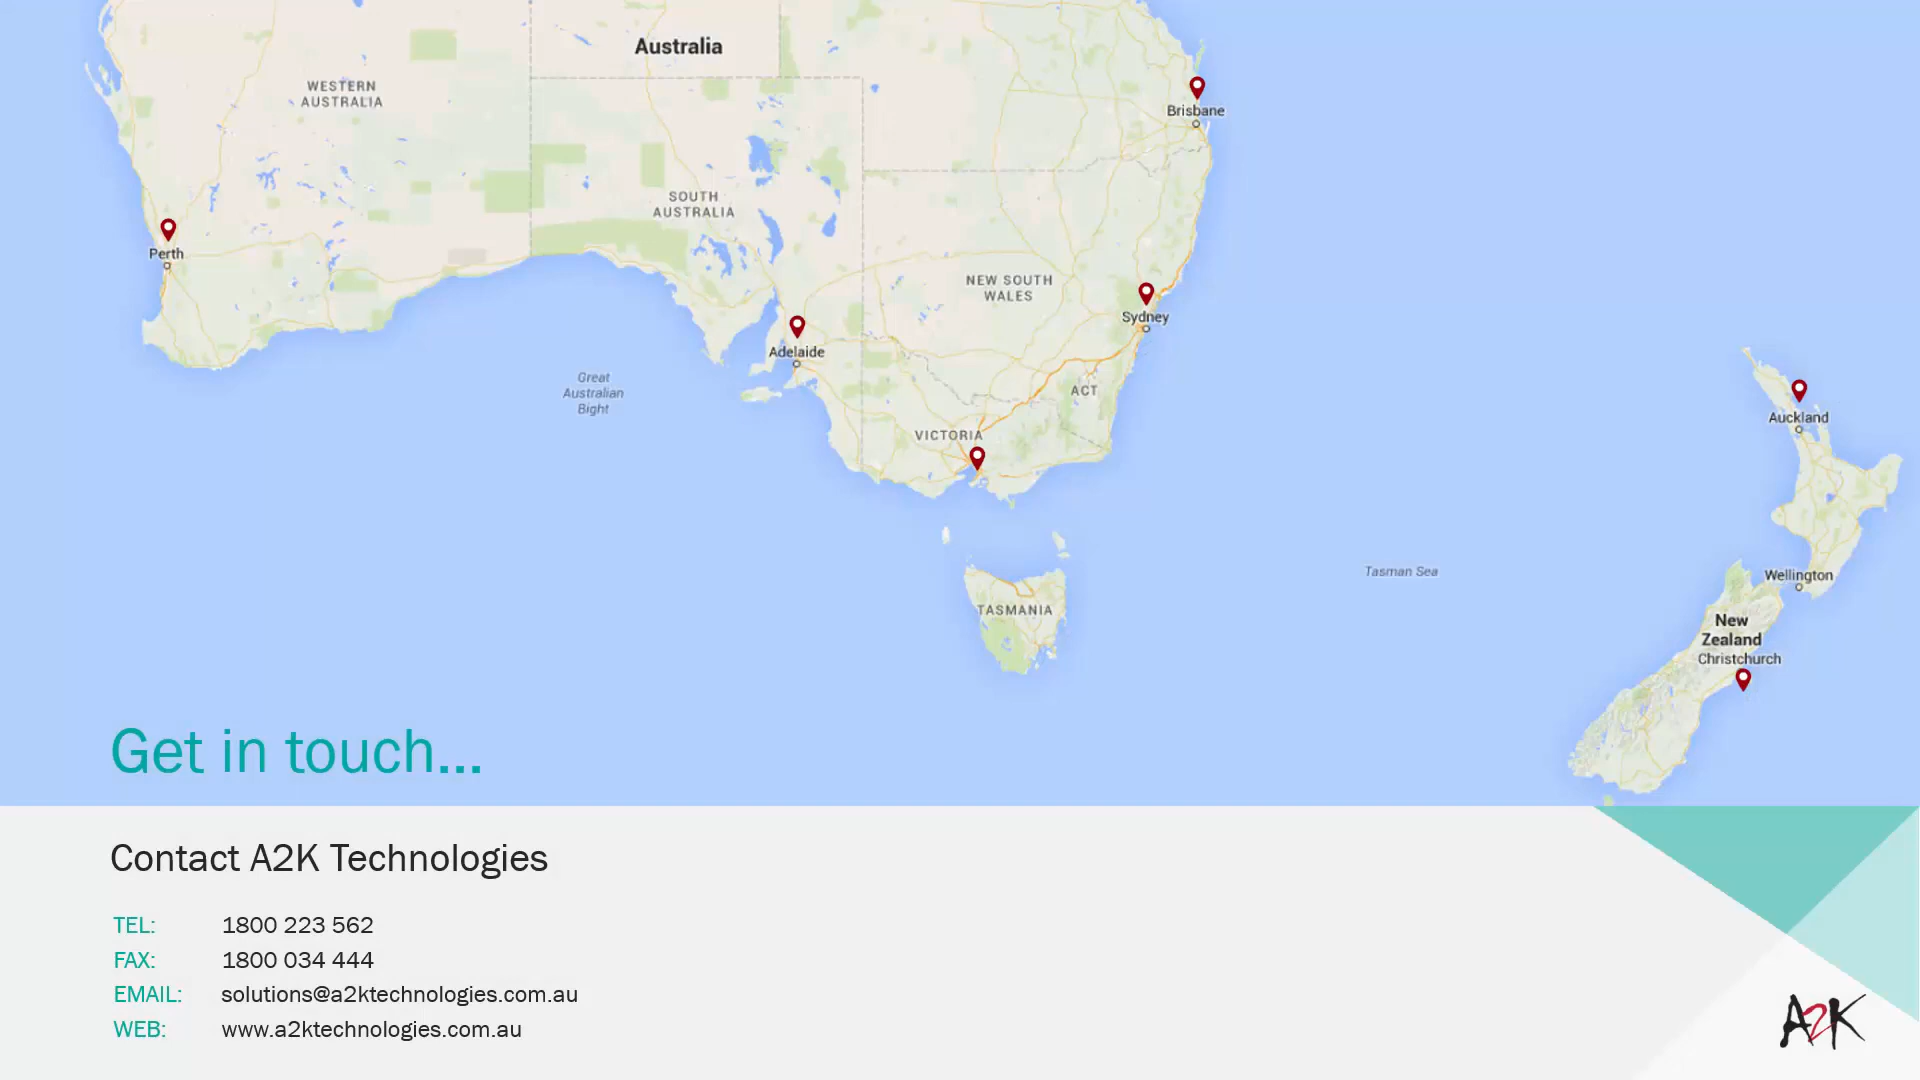 Australia
WESTERN
AUSTRALIA
Brisbane
SOUTH
AUSTRALIA
Perth
NEW SOUTH
WALES
Sydney
Adelaide
Great
Australian
Bight
ACT
Auckland
VICTORIA
Tasman Sea
Wellington
TASMANIA
New
Zealand
Christchurch
Get in touch...
Contact A2K Technologies
TEL: 1800 223 562
FAX: 1800 034 444
EMAIL: solutions@a2ktechnologies.com.au
WEB: www.a2ktechnologies.com.au
A2K